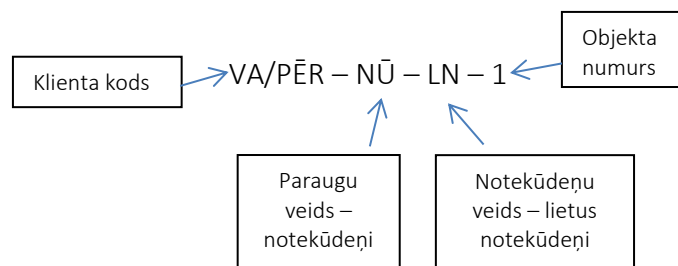 Objekta
numurs
Klienta kods
VA/PĒR – NŪ – LN – 1
Paraugu
veids –
notekūdeņi
Notekūdeņu
veids – lietus
notekūdeņi